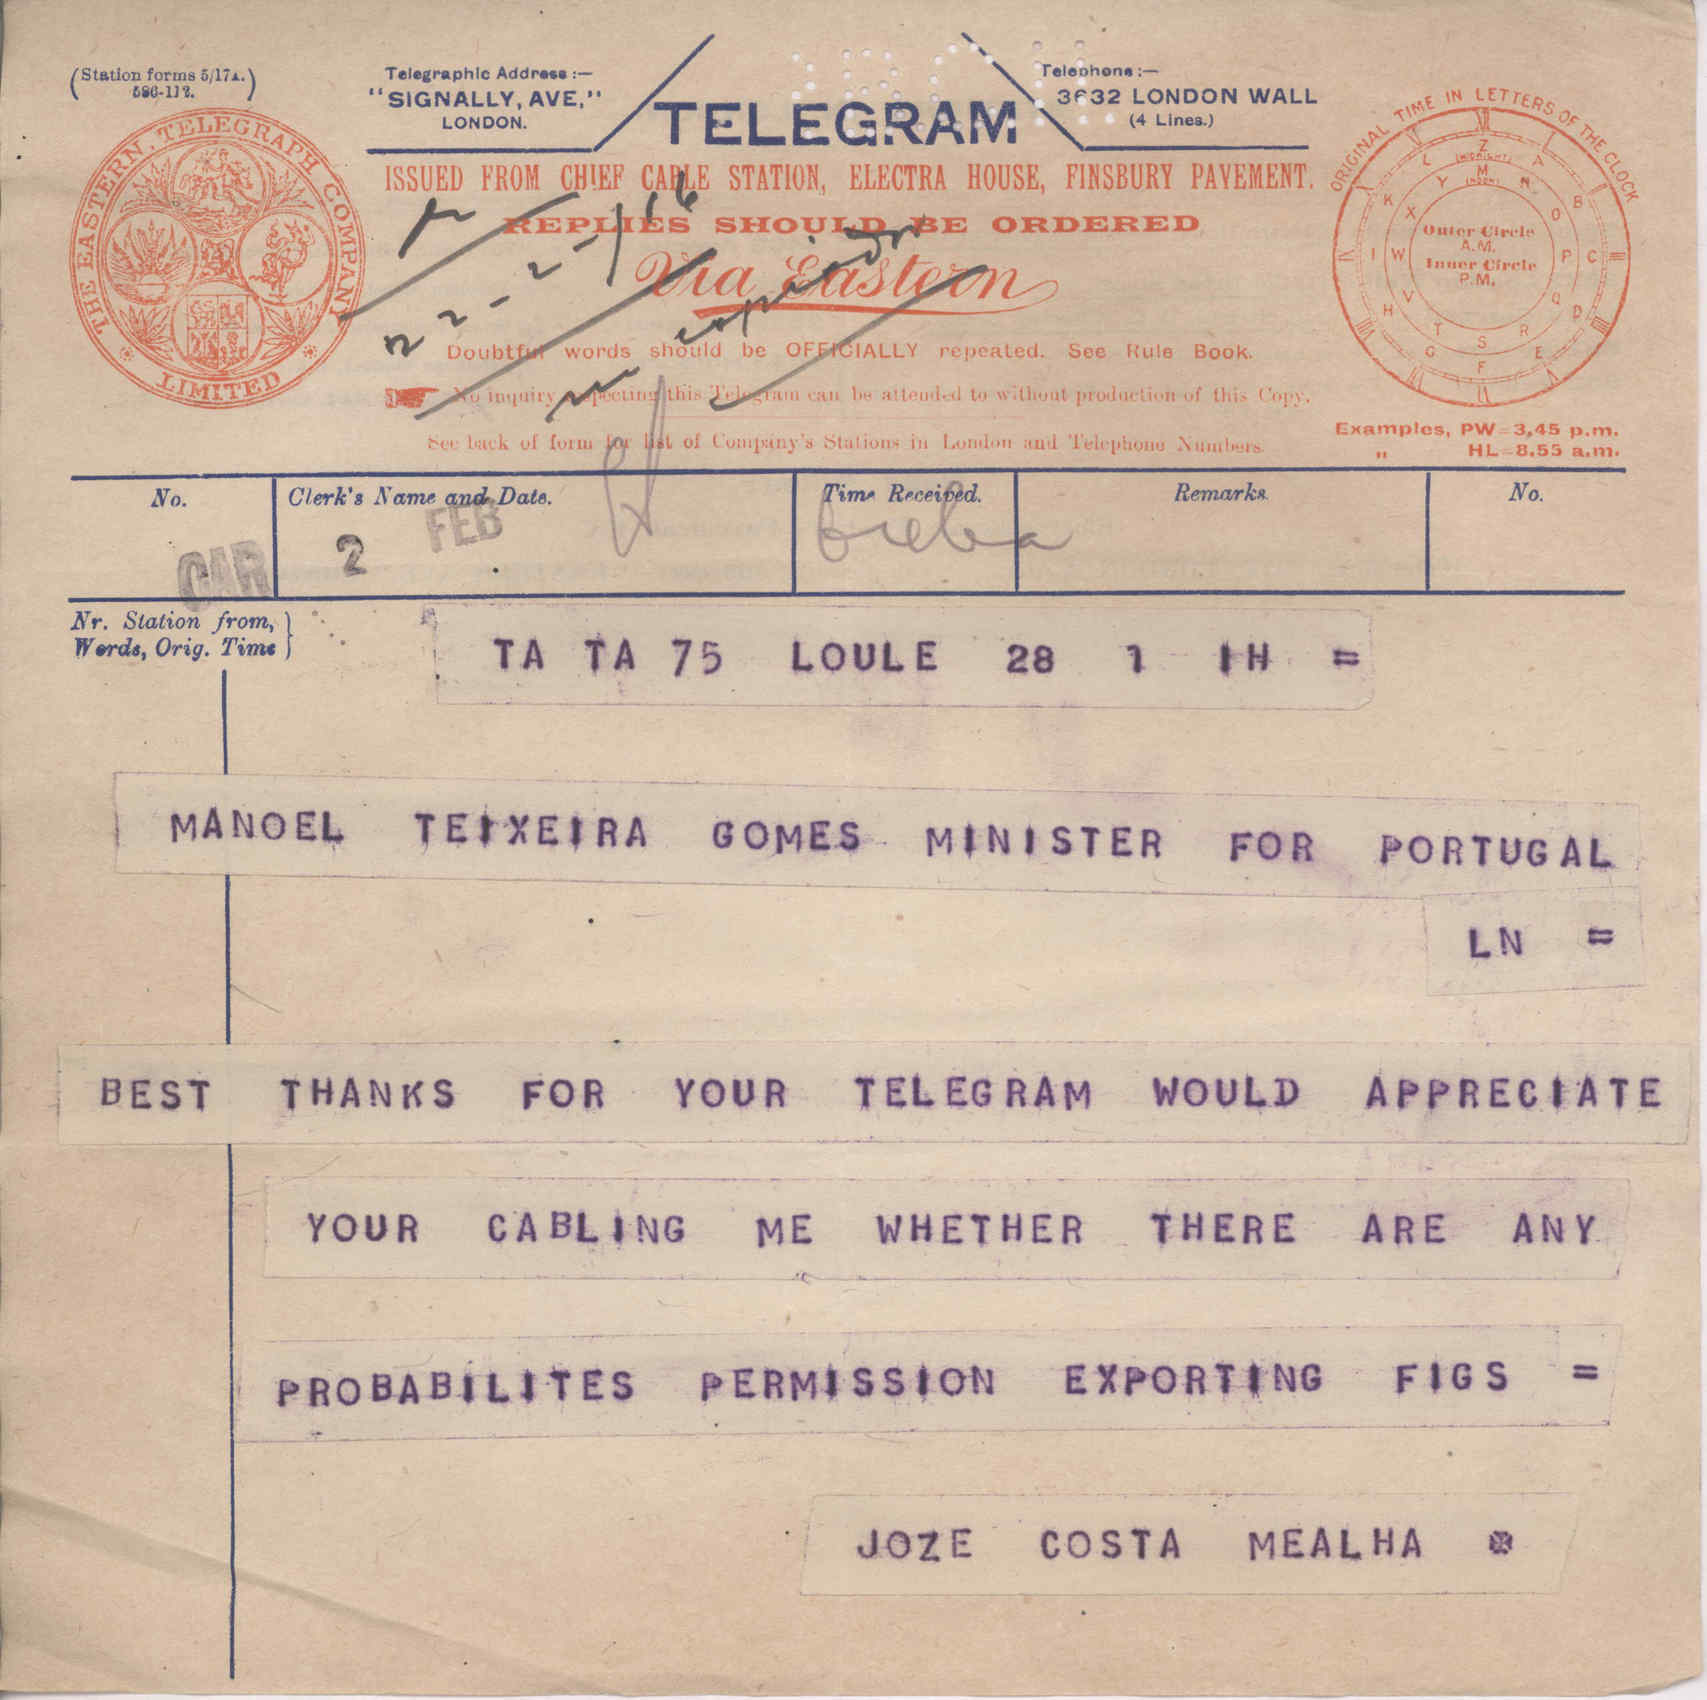 (Station forms 5/17A.)
586-112.
Telegraphic Address :—
"SIGNALLY, AVE,"
LONDON.
TELEGRAM
Telephone :—
3632 LONDON WALL
(4 Lines.)
THE EASTERN TELEGRAPH COMPANY
LIMITED
ISSUED FROM CHIEF CABLE STATION, ELECTRA HOUSE, FINSBURY PAVEMENT.
REPLIES SHOULD BE ORDERED
Via Eastern
Doubtful words should be OFFICIALLY repeated. See Rule Book.
No inquiry respecting this Telegram can be attended to without production of this Copy.
See back of form for list of Company's Stations in London and Telephone Numbers.
ORIGINAL TIME IN LETTERS OF THE CLOCK
Z
(MIDNIGHT)
M
(NOON)
Outer Circle
A.M.
Inner Circle
P.M.
A B C D E F G H I K L
N O P Q R S T V W X Y
Examples, PW=3,45 p.m.
" HL=8.55 a.m.
No.
Clerk's Name and Date.
Time Received.
Remarks.
No.
CAR
2 FEB
Nr. Station from,
Words, Orig. Time
TA TA 75 LOULE 28 1 1H =
MANOEL TEIXEIRA GOMES MINISTER FOR PORTUGAL
LN =
BEST THANKS FOR YOUR TELEGRAM WOULD APPRECIATE
YOUR CABLING ME WHETHER THERE ARE ANY
PROBABILITES PERMISSION EXPORTING FIGS =
JOZE COSTA MEALHA